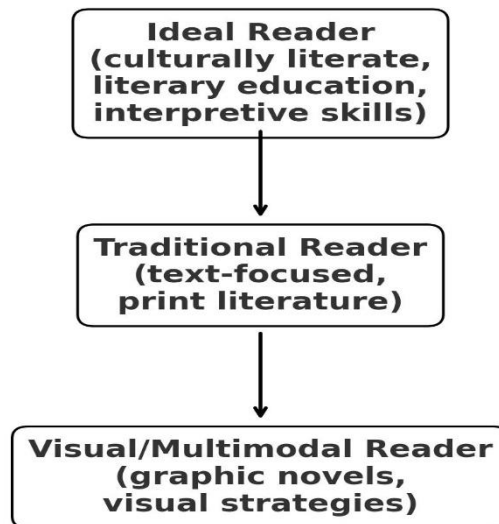 Ideal Reader
(culturally literate,
literary education,
interpretive skills)
Traditional Reader
(text-focused,
print literature)
Visual/Multimodal Reader
(graphic novels,
visual strategies)